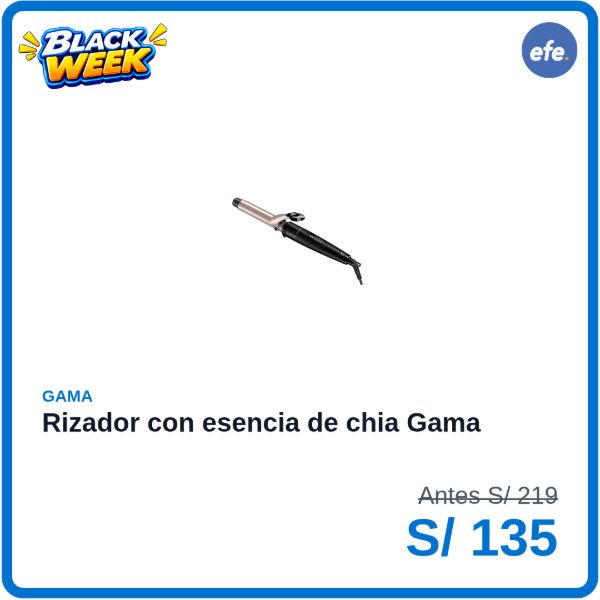 BLACK
WEEK
efe.
GAMA
Rizador con esencia de chia Gama
Antes S/ 219
S/ 135